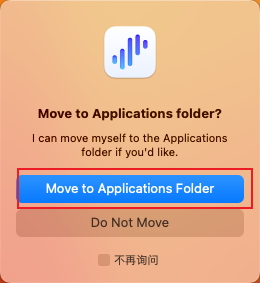 Move to Applications folder?
I can move myself to the Applications
folder if you'd like.
Move to Applications Folder
Do Not Move
不再询问